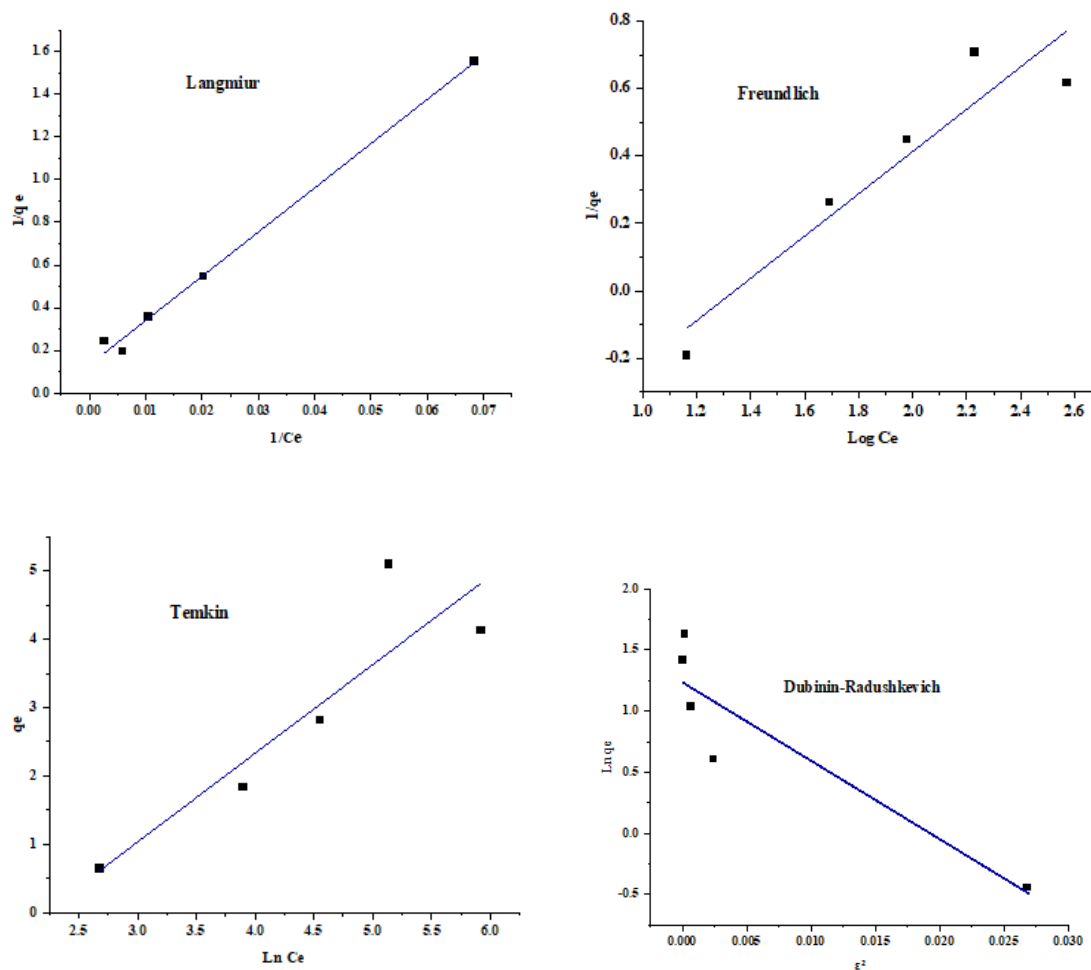 Langmiur
1/q e
1.6
1.4
1.2
1.0
0.8
0.6
0.4
0.2
0.0
0.00 0.01 0.02 0.03 0.04 0.05 0.06 0.07
1/Ce
Freundlich
1/qe
0.8
0.6
0.4
0.2
0.0
-0.2
1.0 1.2 1.4 1.6 1.8 2.0 2.2 2.4 2.6
Log Ce
Temkin
qe
5
4
3
2
1
0
2.5 3.0 3.5 4.0 4.5 5.0 5.5 6.0
Ln Ce
Dubinin-Radushkevich
Ln qe
2.0
1.5
1.0
0.5
0.0
-0.5
0.000 0.005 0.010 0.015 0.020 0.025 0.030
ε²